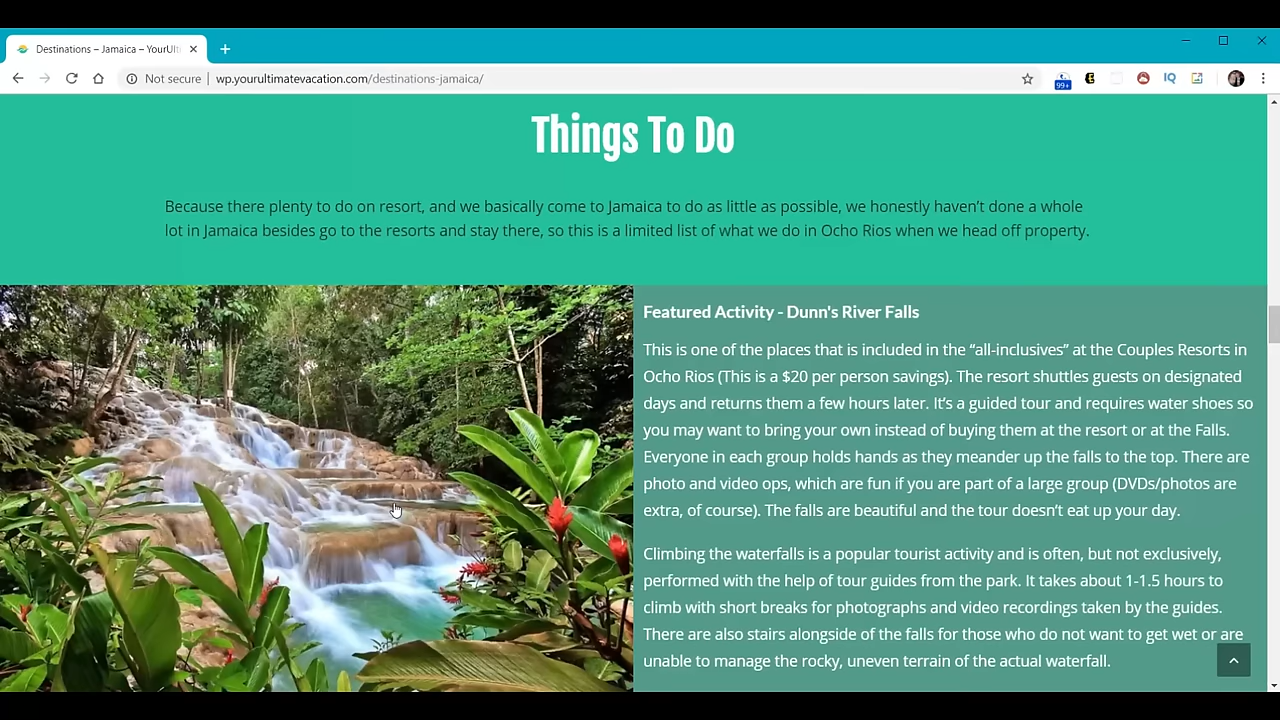 Destinations – Jamaica – YourUlt
Not secure
wp.yourultimatevacation.com/destinations-jamaica/
99+
IQ
Things To Do
Because there plenty to do on resort, and we basically come to Jamaica to do as little as possible, we honestly haven't done a whole
lot in Jamaica besides go to the resorts and stay there, so this is a limited list of what we do in Ocho Rios when we head off property.
Featured Activity - Dunn's River Falls
This is one of the places that is included in the “all-inclusives” at the Couples Resorts in
Ocho Rios (This is a $20 per person savings). The resort shuttles guests on designated
days and returns them a few hours later. It's a guided tour and requires water shoes so
you may want to bring your own instead of buying them at the resort or at the Falls.
Everyone in each group holds hands as they meander up the falls to the top. There are
photo and video ops, which are fun if you are part of a large group (DVDs/photos are
extra, of course). The falls are beautiful and the tour doesn't eat up your day.
Climbing the waterfalls is a popular tourist activity and is often, but not exclusively,
performed with the help of tour guides from the park. It takes about 1-1.5 hours to
climb with short breaks for photographs and video recordings taken by the guides.
There are also stairs alongside of the falls for those who do not want to get wet or are
unable to manage the rocky, uneven terrain of the actual waterfall.